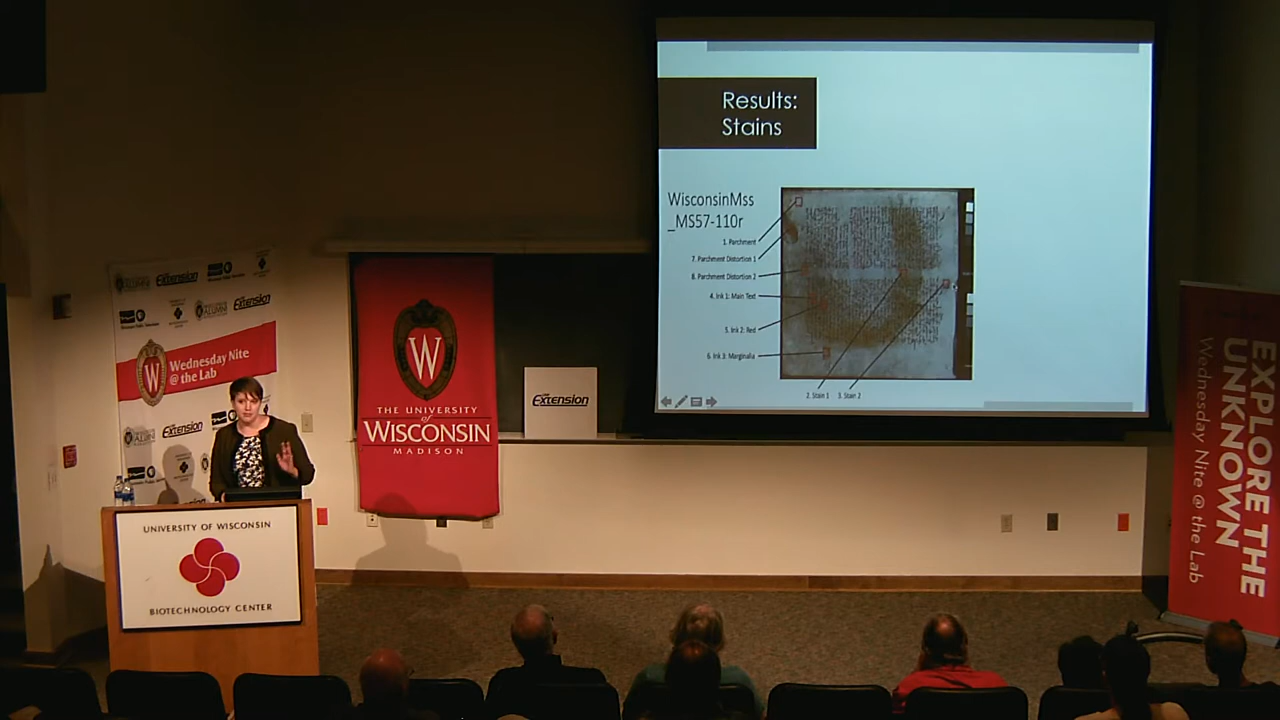 Results:
Stains
WisconsinMss
_MS57-110r
1. Parchment
7. Parchment Distortion 1
8. Parchment Distortion 2
4. Ink 1: Main Text
5. Ink 2: Red
6. Ink 3: Marginalia
2. Stain 1 3. Stain 2
Extension
Extension
Wednesday Nite
@ the Lab
Extension
W
THE UNIVERSITY
of
WISCONSIN
MADISON
Extension
UNIVERSITY OF WISCONSIN
BIOTECHNOLOGY CENTER
EXPLORE THE
UNKNOWN
Wednesday Nite @ the Lab